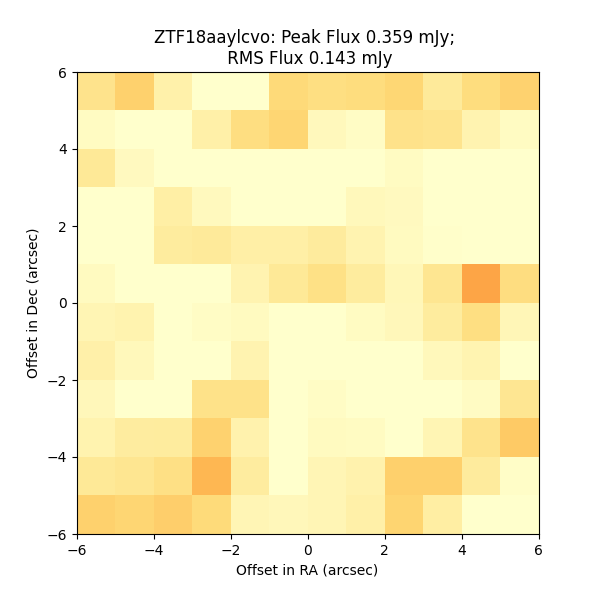 ZTF18aaylcvo: Peak Flux 0.359 mJy;
RMS Flux 0.143 mJy
6
4
2
0
−2
−4
−6
Offset in Dec (arcsec)
−6 −4 −2 0 2 4 6
Offset in RA (arcsec)